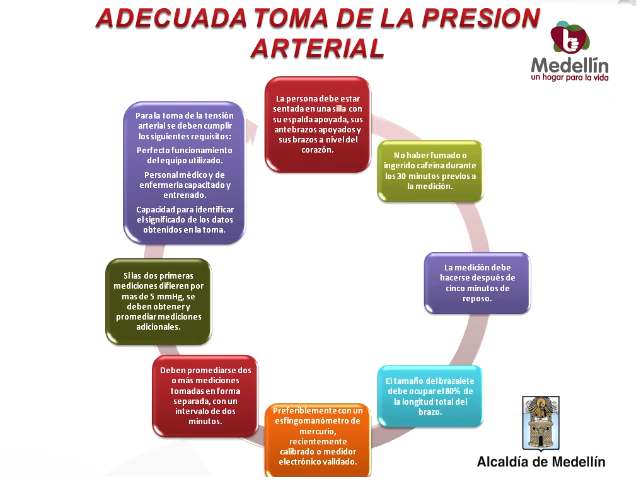 ADECUADA TOMA DE LA PRESION
ARTERIAL
Medellín
un hogar para la vida
La persona debe estar
sentada en una silla con
su espalda apoyada, sus
antebrazos apoyados y
sus brazos a nivel del
corazón.
No haber fumado o
ingerido cafeína durante
los 30 minutos previos a
la medición.
La medición debe
hacerse después de
cinco minutos de
reposo.
El tamaño del brazalete
debe ocupar el 80% de
la longitud total del
brazo.
Preferiblemente con un
esfingomanómetro de
mercurio,
recientemente
calibrado o medidor
electrónico validado.
Deben promediarse dos
o más mediciones
tomadas en forma
separada, con un
intervalo de dos
minutos.
Si las dos primeras
mediciones difieren por
mas de 5 mmHg, se
deben obtener y
promediar mediciones
adicionales.
Para la toma de la tensión
arterial se deben cumplir
los siguientes requisitos:
Perfecto funcionamiento
del equipo utilizado.
Personal médico y de
enfermería capacitado y
entrenado.
Capacidad para identificar
el significado de los datos
obtenidos en la toma.
Alcaldía de Medellín